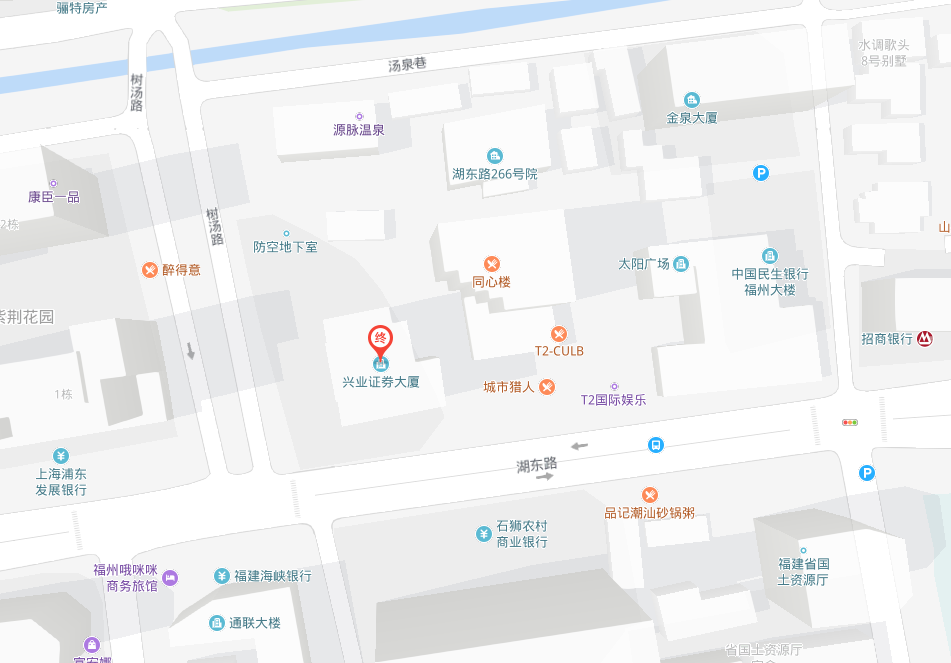 骊特房产
树汤路
汤泉巷
水调歌头
8号别墅
金泉大厦
源脉温泉
湖东路266号院
P
康臣一品
2栋
树汤路
防空地下室
醉得意
同心楼
太阳广场
中国民生银行
福州大楼
山
紫荆花园
终
兴业证券大厦
T2-CULB
城市猎人
T2国际娱乐
招商银行
1栋
上海浦东
发展银行
湖东路
P
品记潮汕砂锅粥
石狮农村
商业银行
福建省国
土资源厅
福州哦咪咪
商务旅馆
福建海峡银行
通联大楼
省国土资源厅